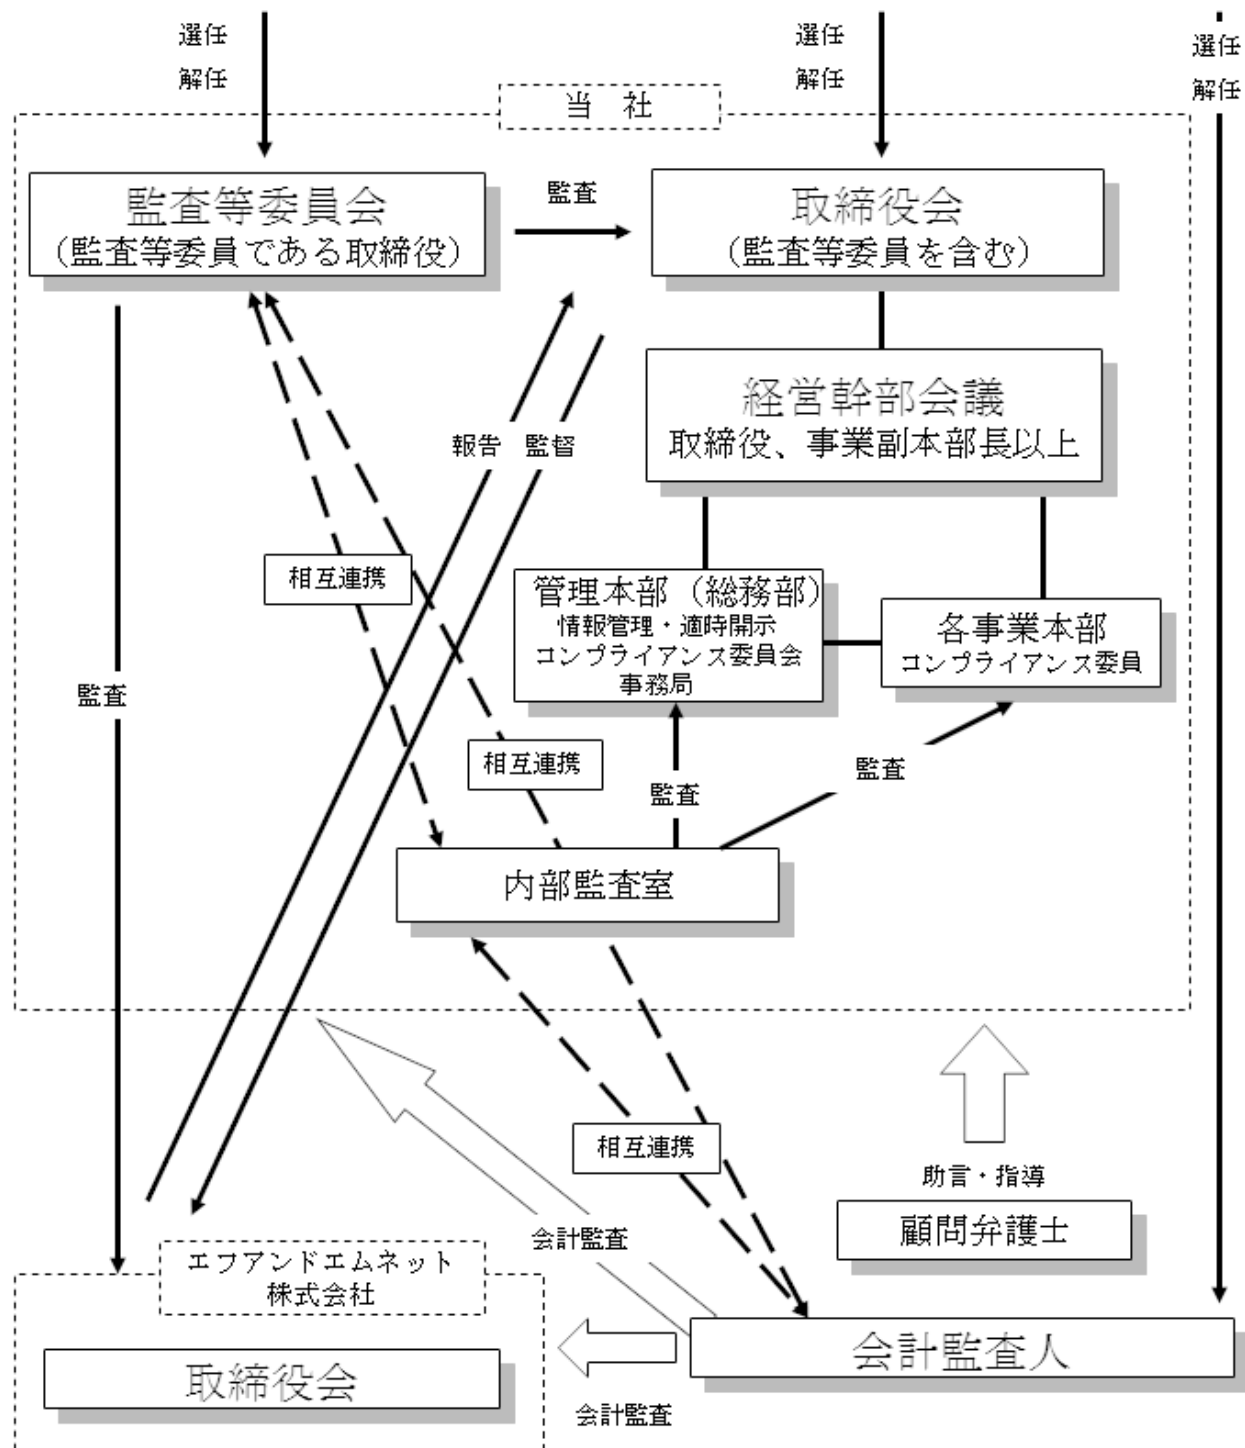 選任
解任
選任
解任
選任
解任
当 社
監査等委員会
(監査等委員である取締役)
監査
取締役会
(監査等委員を含む)
経営幹部会議
取締役、事業副本部長以上
報告
監督
相互連携
管理本部(総務部)
情報管理・適時開示
コンプライアンス委員会
事務局
各事業本部
コンプライアンス委員
監査
相互連携
監査
監査
内部監査室
相互連携
助言・指導
顧問弁護士
会計監査
エフアンドエムネット
株式会社
取締役会
会計監査
会計監査人